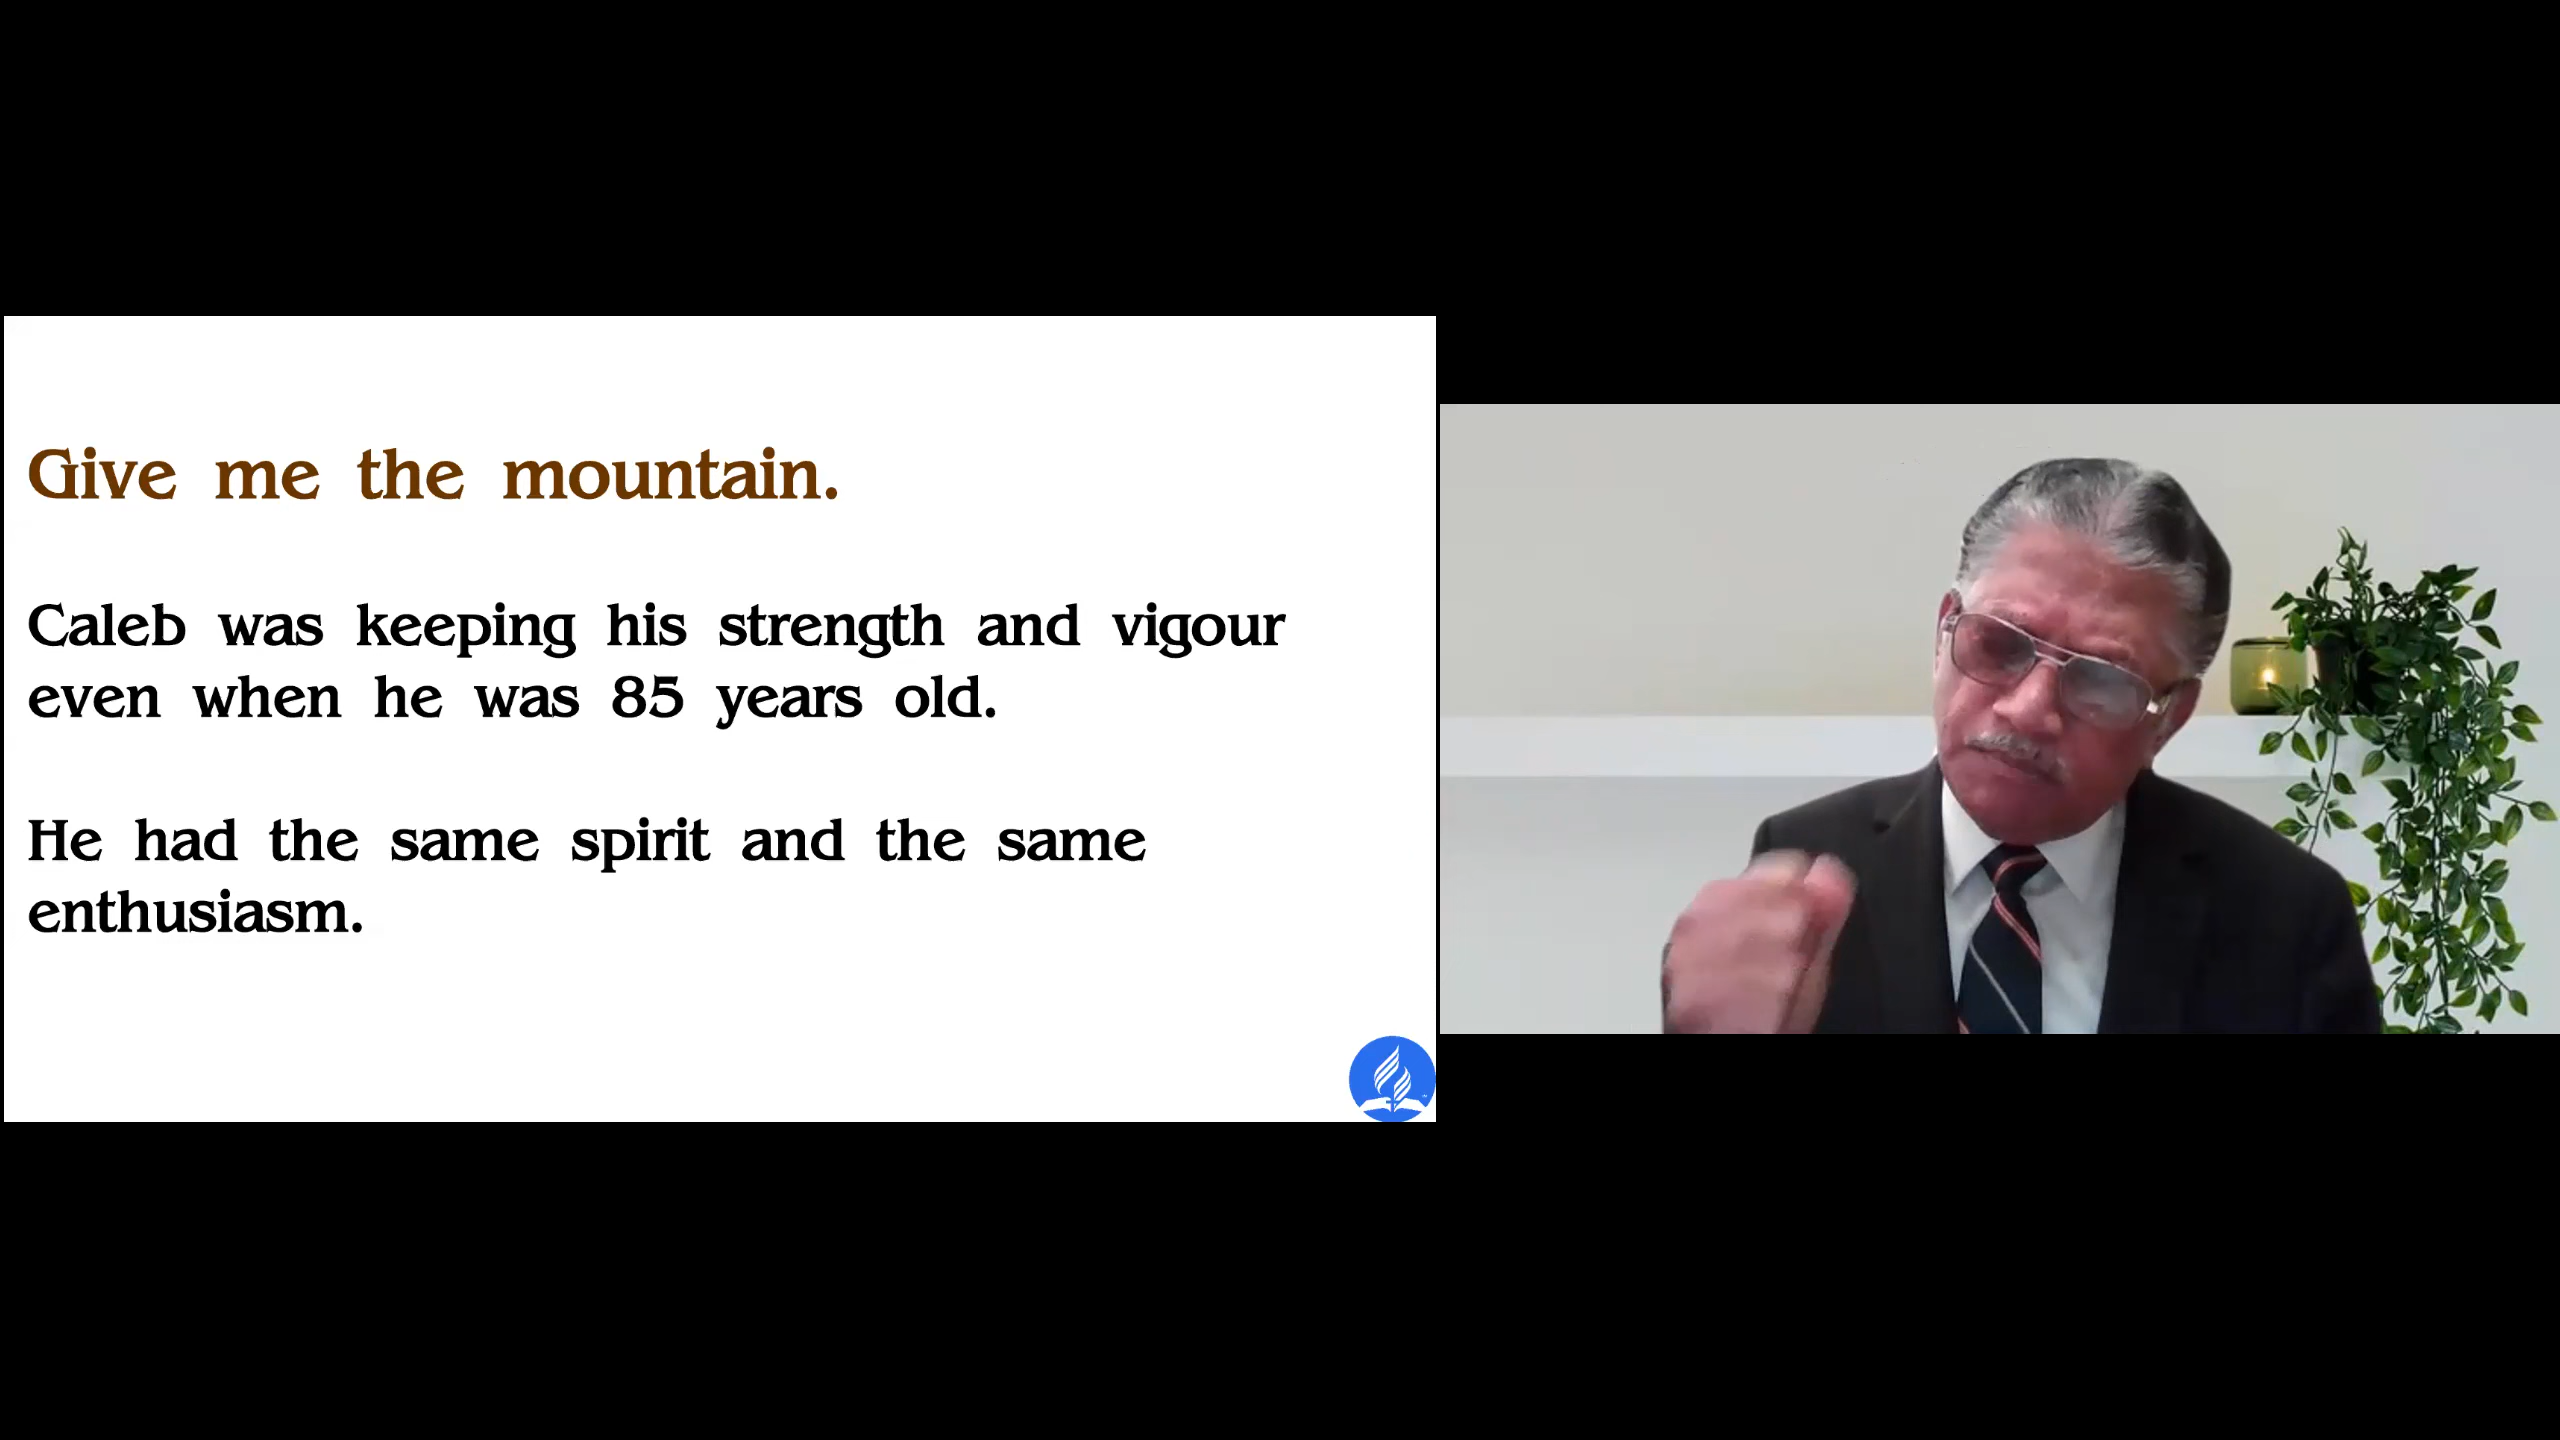 Give me the mountain.
Caleb was keeping his strength and vigour
even when he was 85 years old.
He had the same spirit and the same
enthusiasm.